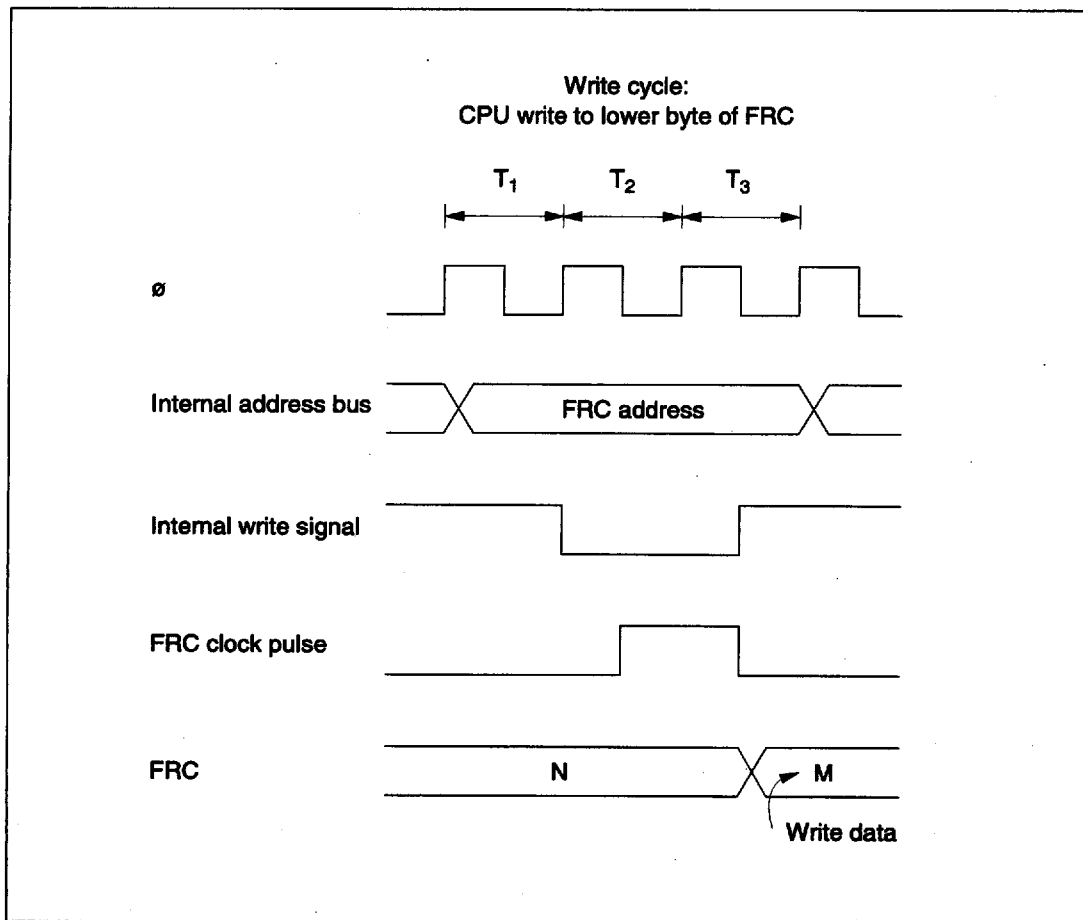 Write cycle:
CPU write to lower byte of FRC
T₁ T₂ T₃
ø
Internal address bus
FRC address
Internal write signal
FRC clock pulse
FRC
N
M
Write data